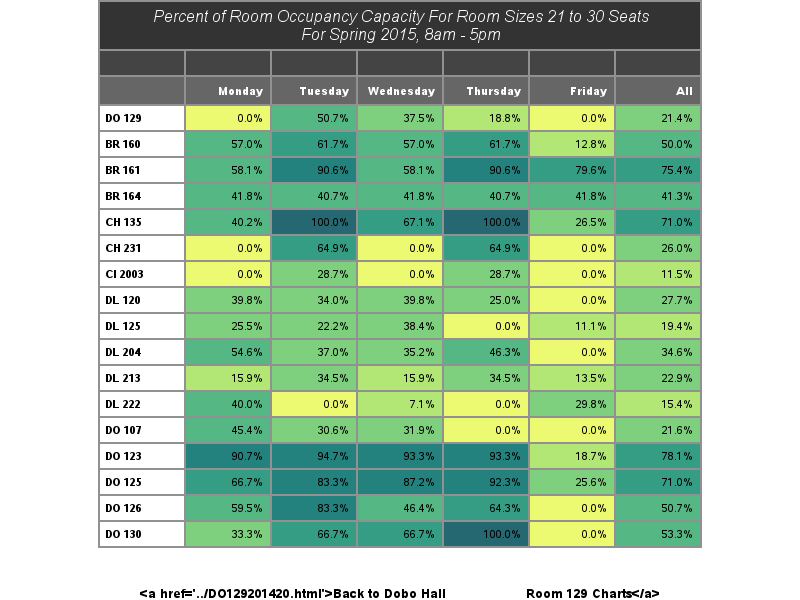 Percent of Room Occupancy Capacity For Room Sizes 21 to 30 Seats
For Spring 2015, 8am - 5pm
Monday Tuesday Wednesday Thursday Friday All
DO 129 0.0% 50.7% 37.5% 18.8% 0.0% 21.4%
BR 160 57.0% 61.7% 57.0% 61.7% 12.8% 50.0%
BR 161 58.1% 90.6% 58.1% 90.6% 79.6% 75.4%
BR 164 41.8% 40.7% 41.8% 40.7% 41.8% 41.3%
CH 135 40.2% 100.0% 67.1% 100.0% 26.5% 71.0%
CH 231 0.0% 64.9% 0.0% 64.9% 0.0% 26.0%
CI 2003 0.0% 28.7% 0.0% 28.7% 0.0% 11.5%
DL 120 39.8% 34.0% 39.8% 25.0% 0.0% 27.7%
DL 125 25.5% 22.2% 38.4% 0.0% 11.1% 19.4%
DL 204 54.6% 37.0% 35.2% 46.3% 0.0% 34.6%
DL 213 15.9% 34.5% 15.9% 34.5% 13.5% 22.9%
DL 222 40.0% 0.0% 7.1% 0.0% 29.8% 15.4%
DO 107 45.4% 30.6% 31.9% 0.0% 0.0% 21.6%
DO 123 90.7% 94.7% 93.3% 93.3% 18.7% 78.1%
DO 125 66.7% 83.3% 87.2% 92.3% 25.6% 71.0%
DO 126 59.5% 83.3% 46.4% 64.3% 0.0% 50.7%
DO 130 33.3% 66.7% 66.7% 100.0% 0.0% 53.3%
<a href='../DO129201420.html'>Back to Dobo Hall Room 129 Charts</a>